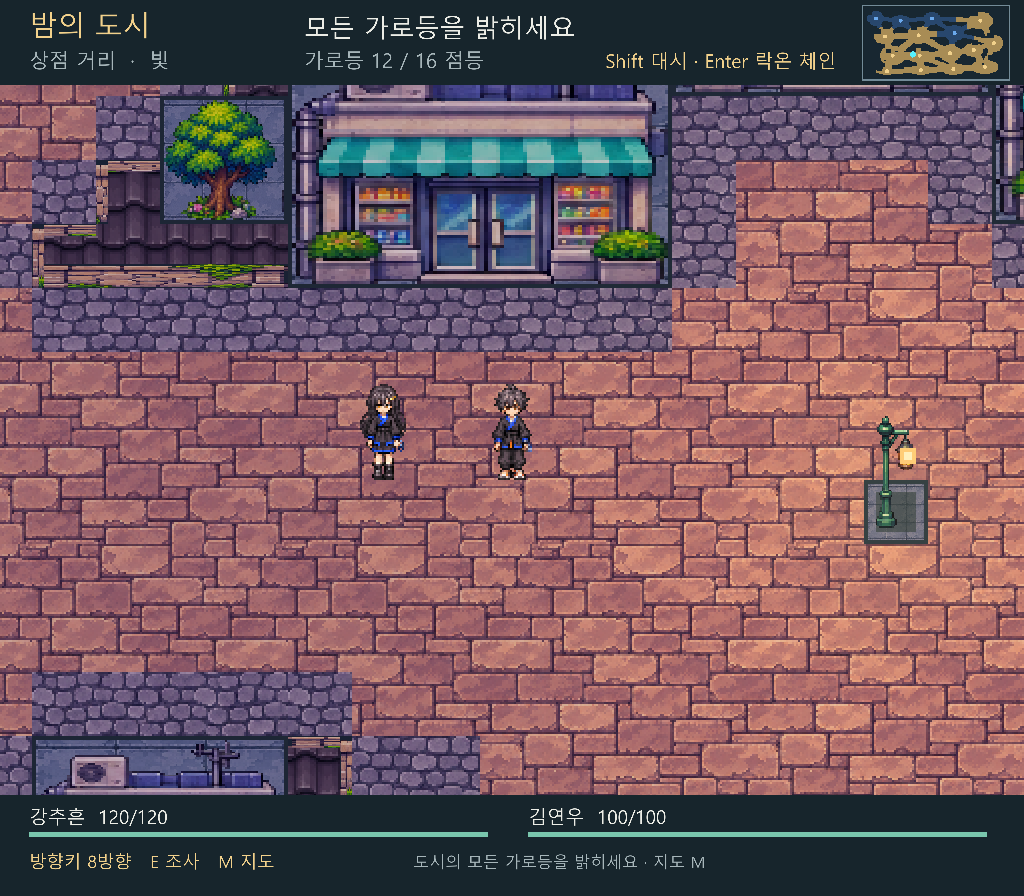 밤의 도시
모든 가로등을 밝히세요
상점 거리 · 빛
가로등 12 / 16 점등
Shift 대시 · Enter 락온 체인
강추흔 120/120
김연우 100/100
방향키 8방향 E 조사 M 지도
도시의 모든 가로등을 밝히세요 · 지도 M